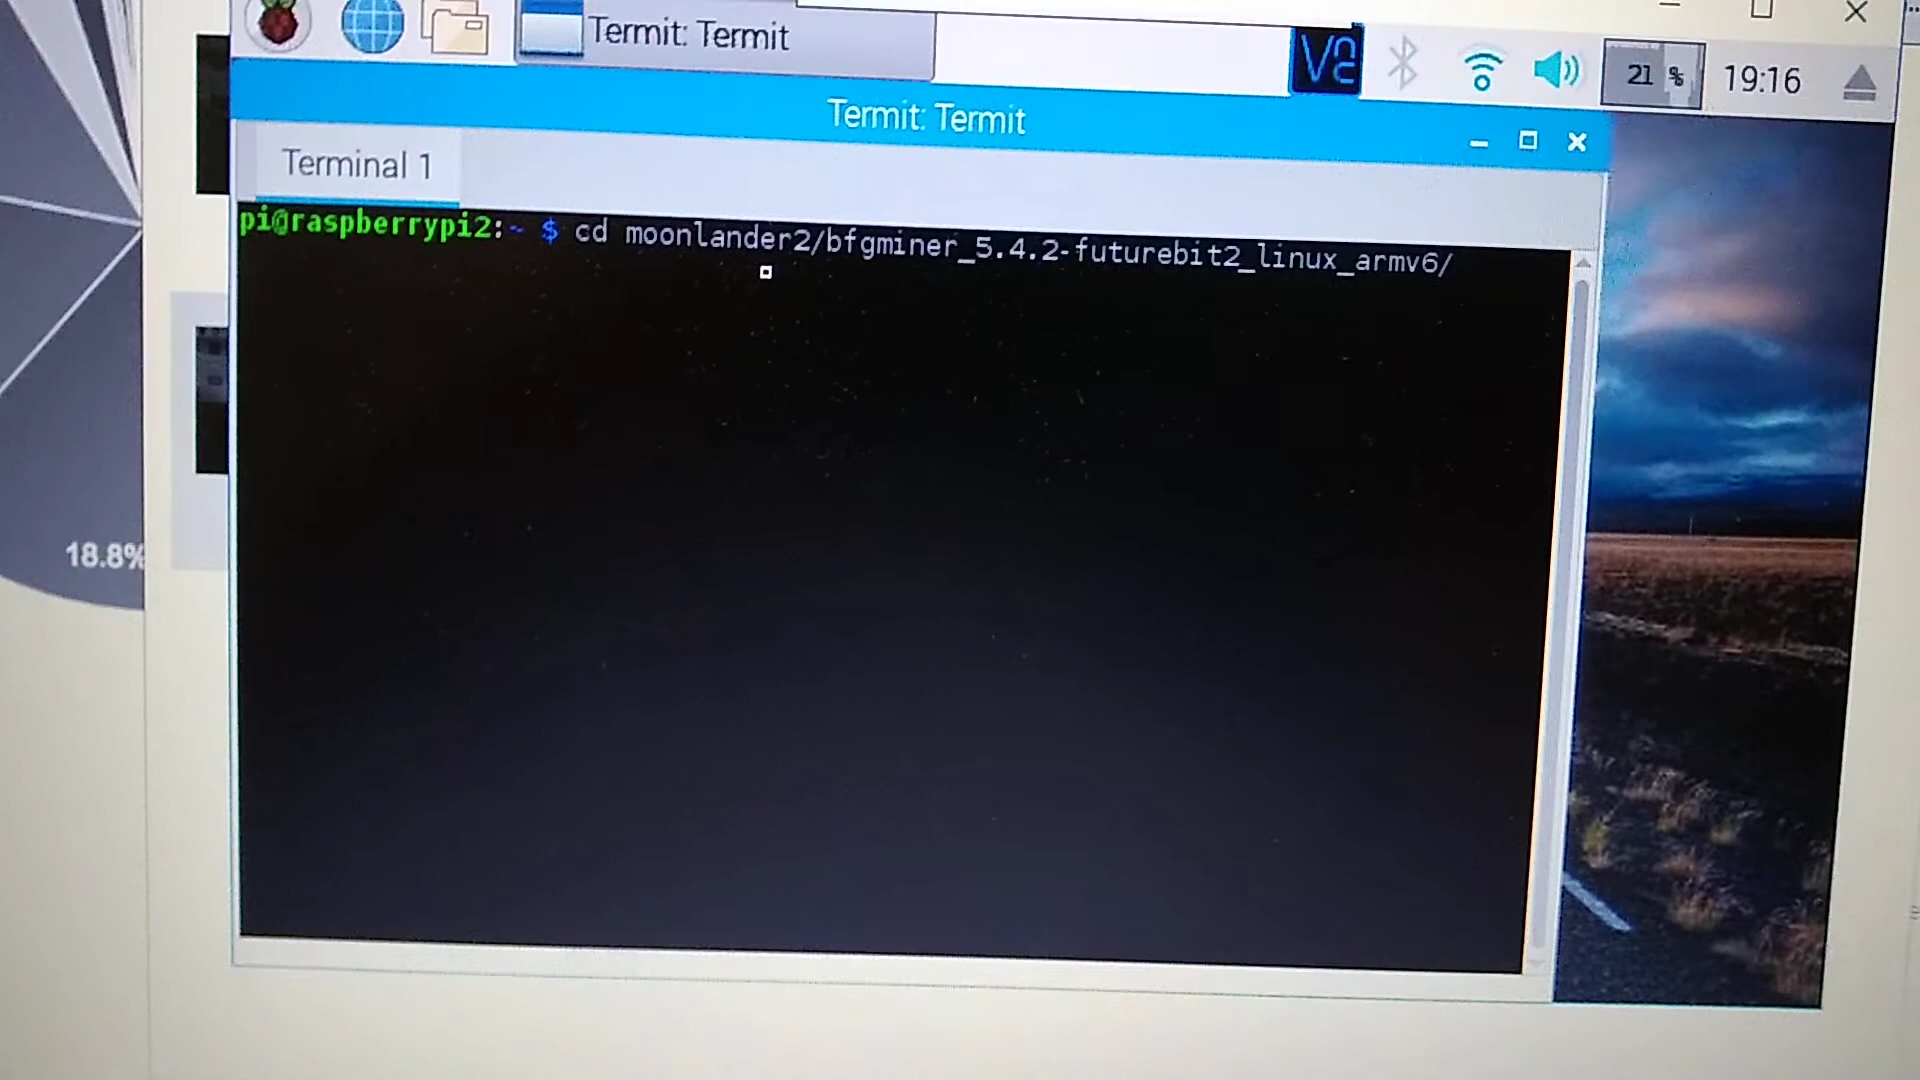 Termit: Termit
21 %
19:16
Termit: Termit
Terminal 1
pi@raspberrypi2:~ $ cd moonlander2/bfgminer_5.4.2-futurebit2_linux_armv6/
18.8%